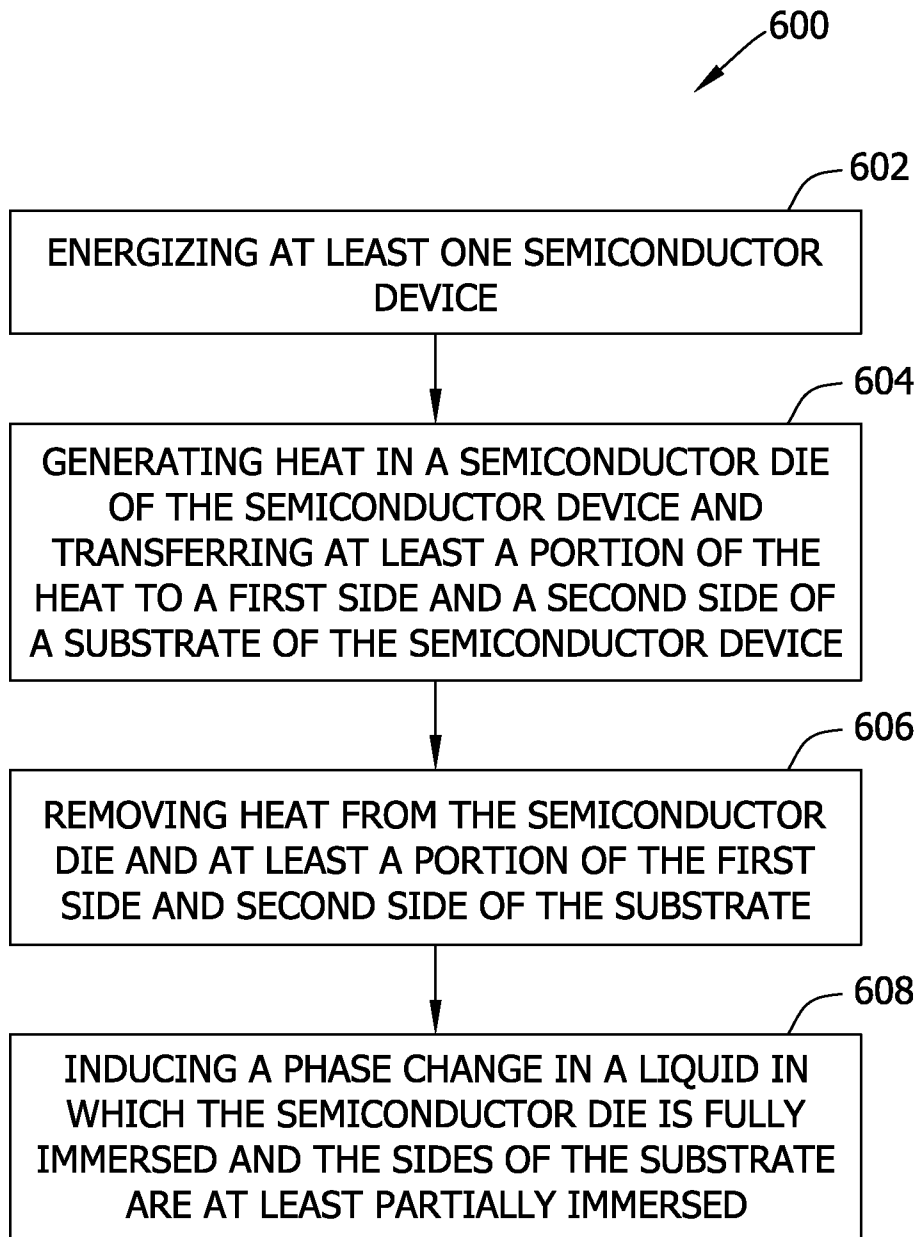 600
602
ENERGIZING AT LEAST ONE SEMICONDUCTOR
DEVICE
604
GENERATING HEAT IN A SEMICONDUCTOR DIE
OF THE SEMICONDUCTOR DEVICE AND
TRANSFERRING AT LEAST A PORTION OF THE
HEAT TO A FIRST SIDE AND A SECOND SIDE OF
A SUBSTRATE OF THE SEMICONDUCTOR DEVICE
606
REMOVING HEAT FROM THE SEMICONDUCTOR
DIE AND AT LEAST A PORTION OF THE FIRST
SIDE AND SECOND SIDE OF THE SUBSTRATE
608
INDUCING A PHASE CHANGE IN A LIQUID IN
WHICH THE SEMICONDUCTOR DIE IS FULLY
IMMERSED AND THE SIDES OF THE SUBSTRATE
ARE AT LEAST PARTIALLY IMMERSED